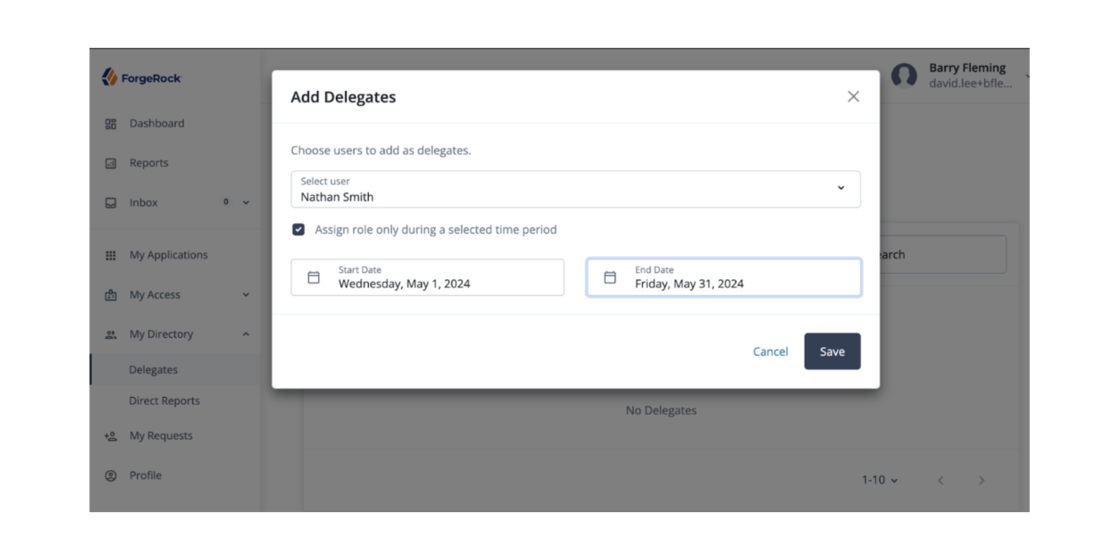 ForgeRock
Barry Fleming
david.lee+bfle...
Dashboard
Reports
Inbox 0
My Applications
My Access
My Directory
Delegates
Direct Reports
My Requests
Profile
Add Delegates
Choose users to add as delegates.
Select user
Nathan Smith
Assign role only during a selected time period
Start Date
Wednesday, May 1, 2024
End Date
Friday, May 31, 2024
Cancel
Save
earch
No Delegates
1-10